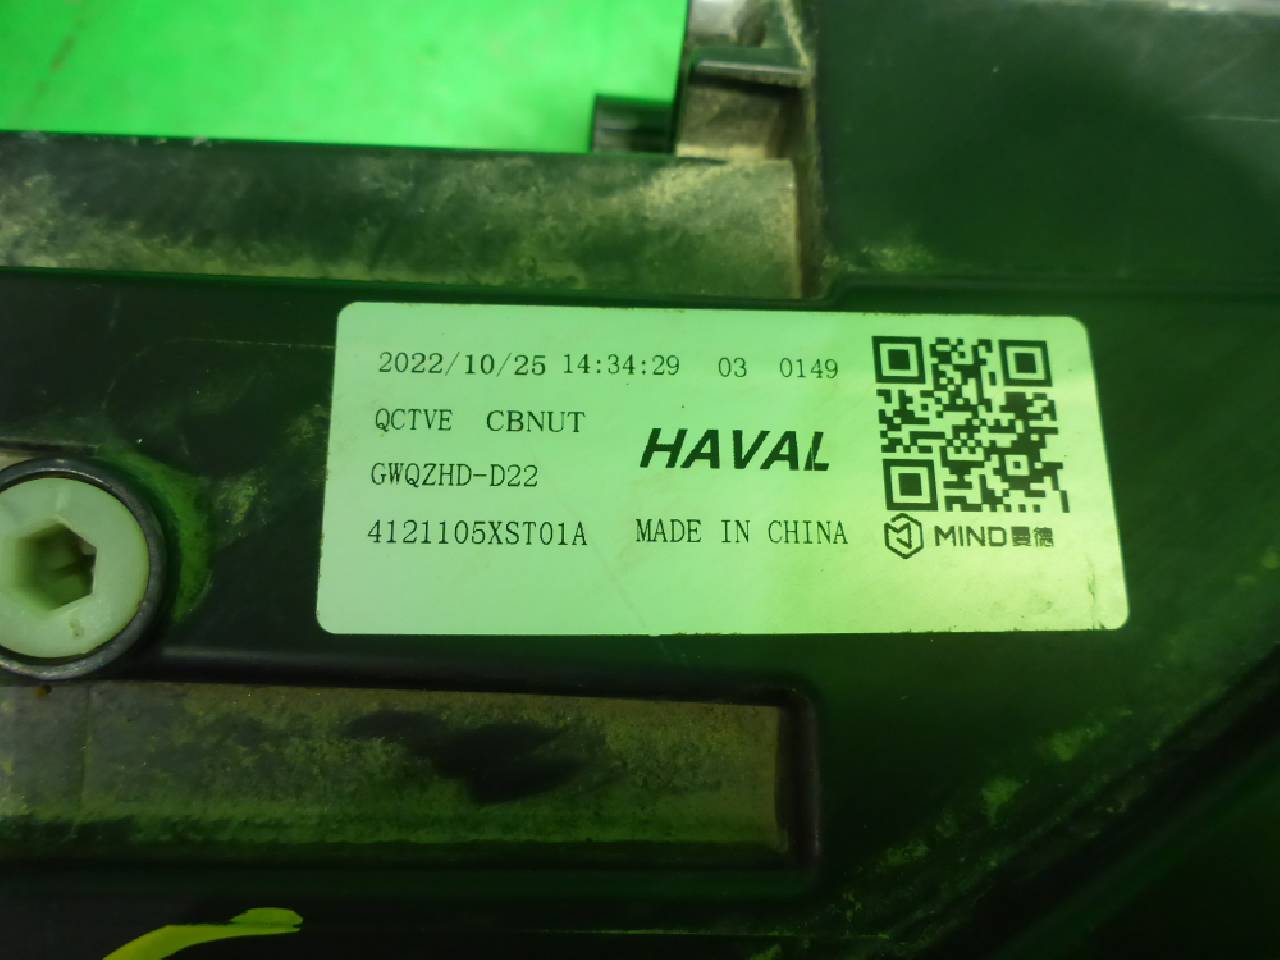 2022/10/25 14:34:29 03 0149
QCTVE CBNUT
HAVAL
GWQZHD-D22
4121105XST01A MADE IN CHINA
MIND曼德